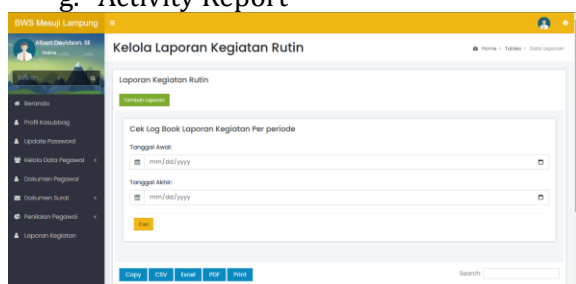 g. Activity Report
BWS Mesuji Lampung
Albert Devidson, SE
Online
Kelola Laporan Kegiatan Rutin
Home > Tables > Data Laporan
Beranda
Profil Kasubbag
Update Password
Kelola Data Pegawai
Dokumen Pegawai
Dokumen Surat
Penilaian Pegawai
Laporan Kegiatan
Laporan Kegiatan Rutin
Tambah Laporan
Cek Log Book Laporan Kegiatan Per periode
Tanggal Awal:
mm/dd/yyyy
Tanggal Akhir:
mm/dd/yyyy
Cari
Copy CSV Excel PDF Print
Search: